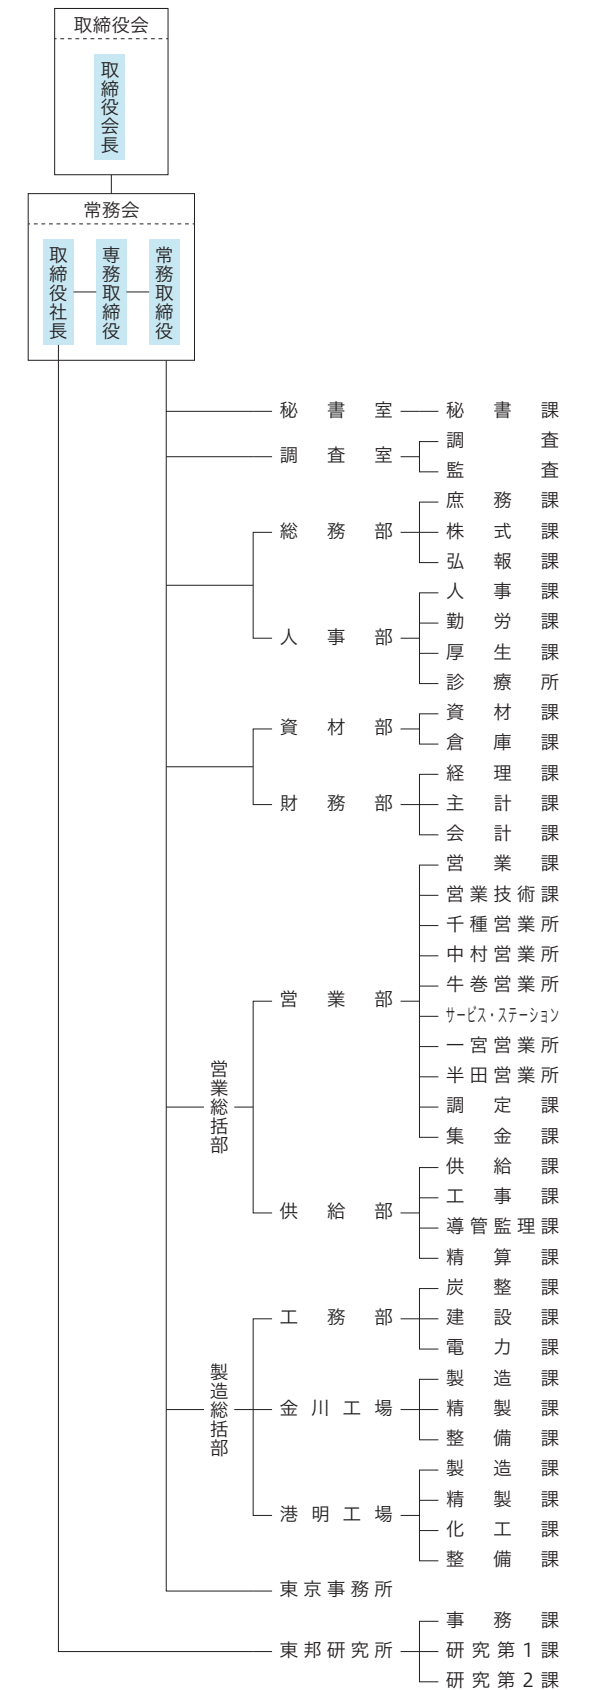 取締役会
取締役会長
常務会
取締役社長
専務取締役
常務取締役
秘書室
秘書課
調査室
調査
監査
総務部
庶務課
株式課
弘報課
人事部
人事課
勤労課
厚生課
診療所
資材部
資材課
倉庫課
財務部
経理課
主計課
会計課
営業総括部
営業部
営業課
営業技術課
千種営業所
中村営業所
牛巻営業所
サービス・ステーション
一宮営業所
半田営業所
調定課
集金課
供給部
供給課
工事課
導管監理課
精算課
製造総括部
工務部
炭整課
建設課
電力課
金川工場
製造課
精製課
整備課
港明工場
製造課
精製課
化工課
整備課
東京事務所
東邦研究所
事務課
研究第1課
研究第2課